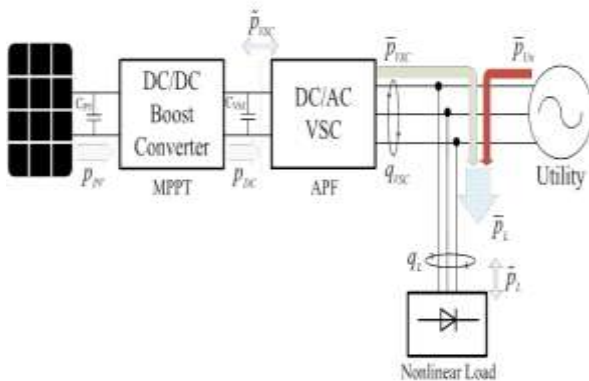 p̃VSC
p̄VSC
p̄Un
CPV
DC/DC
Boost
Converter
CVSC
DC/AC
VSC
pPV
MPPT
pDC
APF
qVSC
Utility
p̄L
qL
p̃L
Nonlinear Load